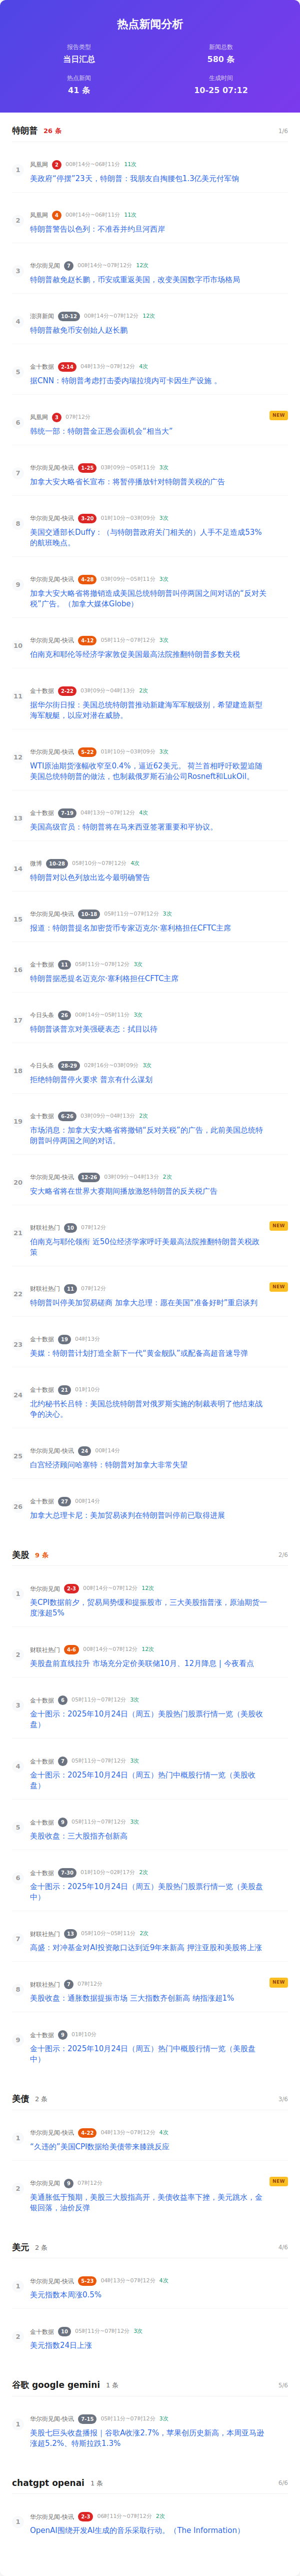 热点新闻分析
报告类型
当日汇总
新闻总数
580 条
热点新闻
41 条
生成时间
10-25 07:12
特朗普 26 条 1/6
1
凤凰网 2 00时14分~06时11分 11次
美政府“停摆”23天，特朗普：我朋友自掏腰包1.3亿美元付军饷
2
凤凰网 4 00时14分~06时11分 11次
特朗普警告以色列：不准吞并约旦河西岸
3
华尔街见闻 7 00时14分~07时12分 12次
特朗普赦免赵长鹏，币安或重返美国，改变美国数字币市场格局
4
澎湃新闻 10-12 00时14分~07时12分 12次
特朗普赦免币安创始人赵长鹏
5
金十数据 2-14 04时13分~07时12分 4次
据CNN：特朗普考虑打击委内瑞拉境内可卡因生产设施 。
6
凤凰网 3 07时12分 NEW
韩统一部：特朗普金正恩会面机会“相当大”
7
华尔街见闻-快讯 1-25 03时09分~05时11分 3次
加拿大安大略省长宣布：将暂停播放针对特朗普关税的广告
8
华尔街见闻-快讯 3-20 01时10分~03时09分 3次
美国交通部长Duffy：（与特朗普政府关门相关的）人手不足造成53%
的航班晚点。
9
华尔街见闻-快讯 4-28 03时09分~05时11分 3次
加拿大安大略省将撤销造成美国总统特朗普叫停两国之间对话的“反对关
税”广告。（加拿大媒体Globe）
10
华尔街见闻-快讯 4-12 05时11分~07时12分 3次
伯南克和耶伦等经济学家敦促美国最高法院推翻特朗普多数关税
11
金十数据 2-22 03时09分~04时13分 2次
据华尔街日报：美国总统特朗普推动新建海军军舰级别，希望建造新型
海军舰艇，以应对潜在威胁。
12
华尔街见闻-快讯 5-22 01时10分~03时09分 3次
WTI原油期货涨幅收窄至0.4%，逼近62美元。 荷兰首相呼吁欧盟追随
美国总统特朗普的做法，也制裁俄罗斯石油公司Rosneft和LukOil。
13
金十数据 7-19 04时13分~07时12分 4次
美国高级官员：特朗普将在马来西亚签署重要和平协议。
14
微博 10-28 05时10分~07时12分 4次
特朗普对以色列放出迄今最明确警告
15
华尔街见闻-快讯 10-18 05时11分~07时12分 3次
报道：特朗普提名加密货币专家迈克尔·塞利格担任CFTC主席
16
金十数据 11 05时11分~07时12分 3次
特朗普据悉提名迈克尔·塞利格担任CFTC主席
17
今日头条 26 00时14分~05时11分 3次
特朗普谈普京对美强硬表态：拭目以待
18
今日头条 28-29 02时16分~03时09分 3次
拒绝特朗普停火要求 普京有什么谋划
19
金十数据 6-26 03时09分~04时13分 2次
市场消息：加拿大安大略省将撤销“反对关税”的广告，此前美国总统特
朗普叫停两国之间的对话。
20
华尔街见闻-快讯 12-26 03时09分~04时13分 2次
安大略省将在世界大赛期间播放激怒特朗普的反关税广告
21
财联社热门 10 07时12分 NEW
伯南克与耶伦领衔 近50位经济学家呼吁美最高法院推翻特朗普关税政
策
22
财联社热门 11 07时12分 NEW
特朗普叫停美加贸易磋商 加拿大总理：愿在美国“准备好时”重启谈判
23
金十数据 19 04时13分
美媒：特朗普计划打造全新下一代“黄金舰队”或配备高超音速导弹
24
金十数据 21 01时10分
北约秘书长吕特：美国总统特朗普对俄罗斯实施的制裁表明了他结束战
争的决心。
25
华尔街见闻-快讯 24 00时14分
白宫经济顾问哈塞特：特朗普对加拿大非常失望
26
金十数据 27 00时14分
加拿大总理卡尼：美加贸易谈判在特朗普叫停前已取得进展
美股 9 条 2/6
1
华尔街见闻 2-3 00时14分~07时12分 12次
美CPI数据前夕，贸易局势缓和提振股市，三大美股指普涨，原油期货一
度涨超5%
2
财联社热门 4-6 00时14分~07时12分 12次
美股盘前直线拉升 市场充分定价美联储10月、12月降息 | 今夜看点
3
金十数据 6 05时11分~07时12分 3次
金十图示：2025年10月24日（周五）美股热门股票行情一览（美股收
盘）
4
金十数据 7 05时11分~07时12分 3次
金十图示：2025年10月24日（周五）热门中概股行情一览（美股收
盘）
5
金十数据 9 05时11分~07时12分 3次
美股收盘：三大股指齐创新高
6
金十数据 7-30 01时10分~02时17分 2次
金十图示：2025年10月24日（周五）美股热门股票行情一览（美股盘
中）
7
财联社热门 13 05时10分~05时11分 2次
高盛：对冲基金对AI投资敞口达到近9年来新高 押注亚股和美股将上涨
8
财联社热门 7 07时12分 NEW
美股收盘：通胀数据提振市场 三大指数齐创新高 纳指涨超1%
9
金十数据 9 01时10分
金十图示：2025年10月24日（周五）热门中概股行情一览（美股盘
中）
美债 2 条 3/6
1
华尔街见闻-快讯 4-22 04时13分~07时12分 4次
“久违的”美国CPI数据给美债带来膝跳反应
2
华尔街见闻 9 07时12分 NEW
美通胀低于预期，美股三大股指高开，美债收益率下挫，美元跳水，金
银回落，油价反弹
美元 2 条 4/6
1
华尔街见闻-快讯 5-23 04时13分~07时12分 4次
美元指数本周涨0.5%
2
金十数据 10 05时11分~07时12分 3次
美元指数24日上涨
谷歌 google gemini 1 条 5/6
1
华尔街见闻-快讯 7-15 05时11分~07时12分 3次
美股七巨头收盘播报｜谷歌A收涨2.7%，苹果创历史新高，本周亚马逊
涨超5.2%、特斯拉跌1.3%
chatgpt openai 1 条 6/6
1
华尔街见闻-快讯 2-3 06时11分~07时12分 2次
OpenAI围绕开发AI生成的音乐采取行动。（The Information）